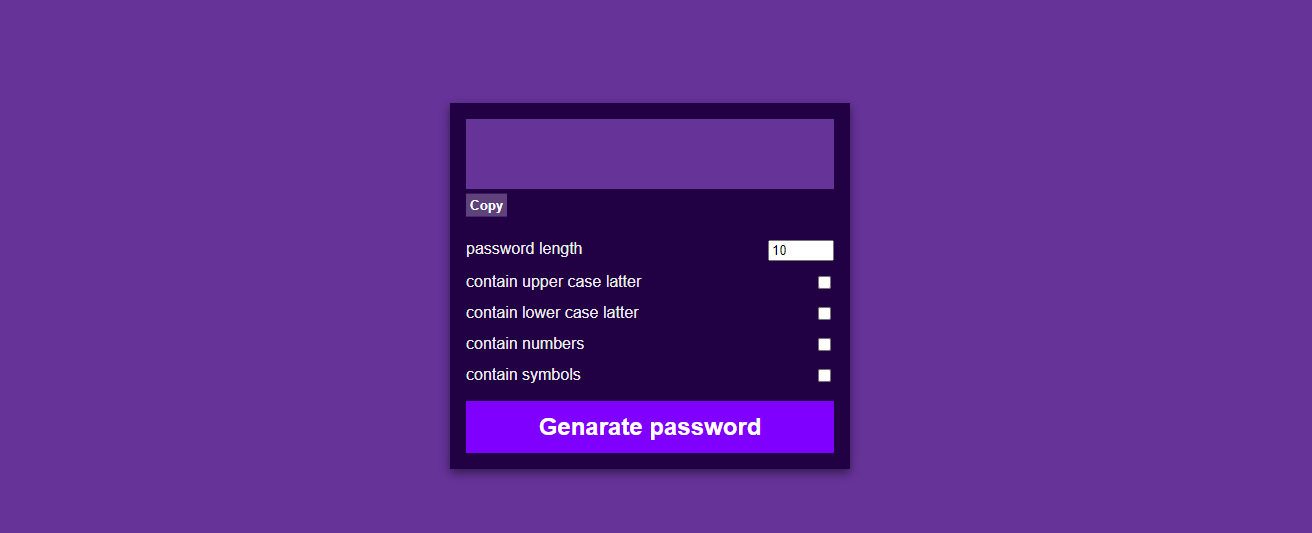 Copy
password length 10
contain upper case latter
contain lower case latter
contain numbers
contain symbols
Genarate password